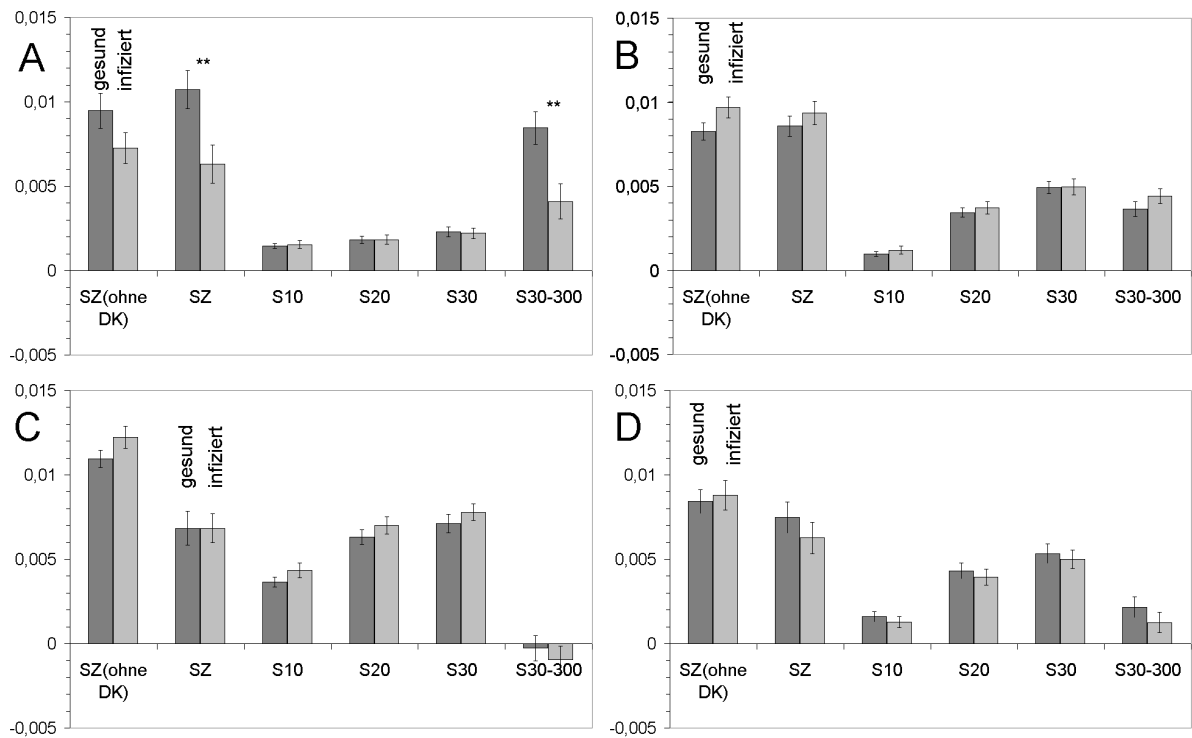 A
0,015
0,01
0,005
0
-0,005
gesund
infiziert
**
**
SZ(ohne
DK)
SZ
S10
S20
S30
S30-300
B
0,015
0,01
0,005
0
-0,005
gesund
infiziert
SZ(ohne
DK)
SZ
S10
S20
S30
S30-300
C
0,015
0,01
0,005
0
-0,005
gesund
infiziert
SZ(ohne
DK)
SZ
S10
S20
S30
S30-300
D
0,015
0,01
0,005
0
-0,005
gesund
infiziert
SZ(ohne
DK)
SZ
S10
S20
S30
S30-300